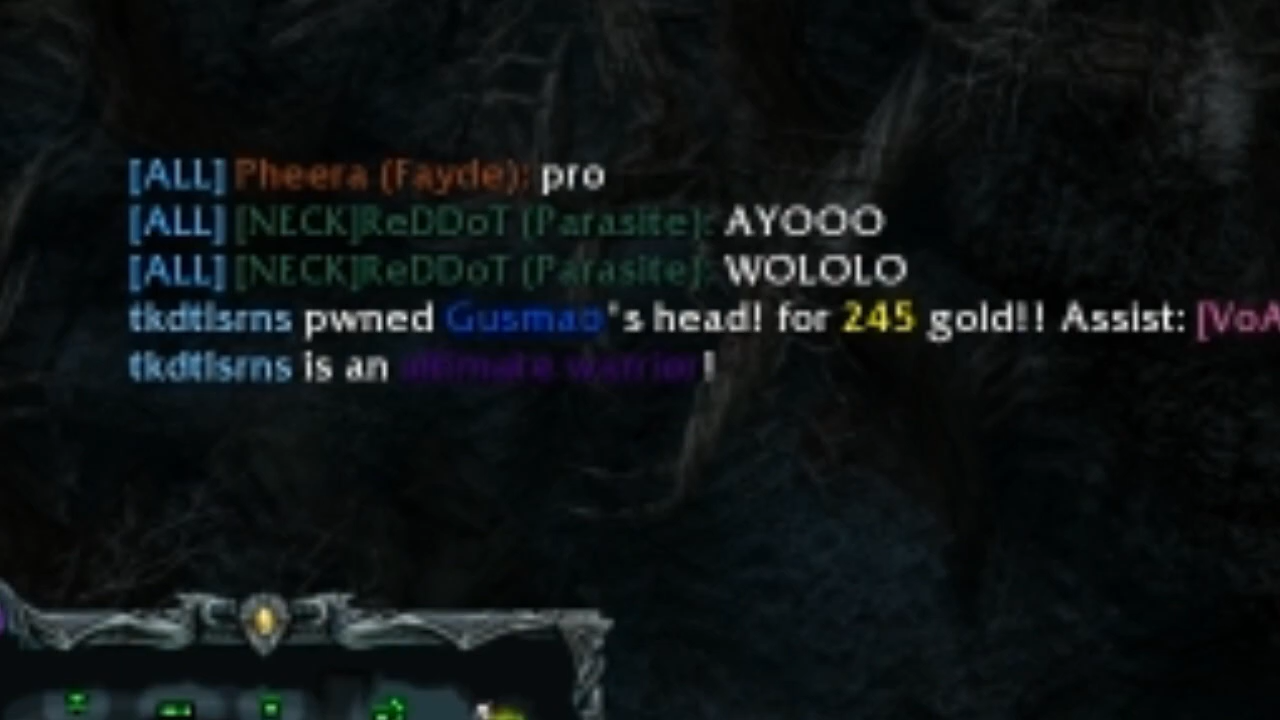 [ALL] Pheera (Fayde): pro
[ALL] [NECK]ReDDoT (Parasite): AYOOO
[ALL] [NECK]ReDDoT (Parasite): WOLOLO
tkdtlsrns pwned Gusmao's head! for 245 gold!! Assist: [VoA
tkdtlsrns is an ultimate warrior!